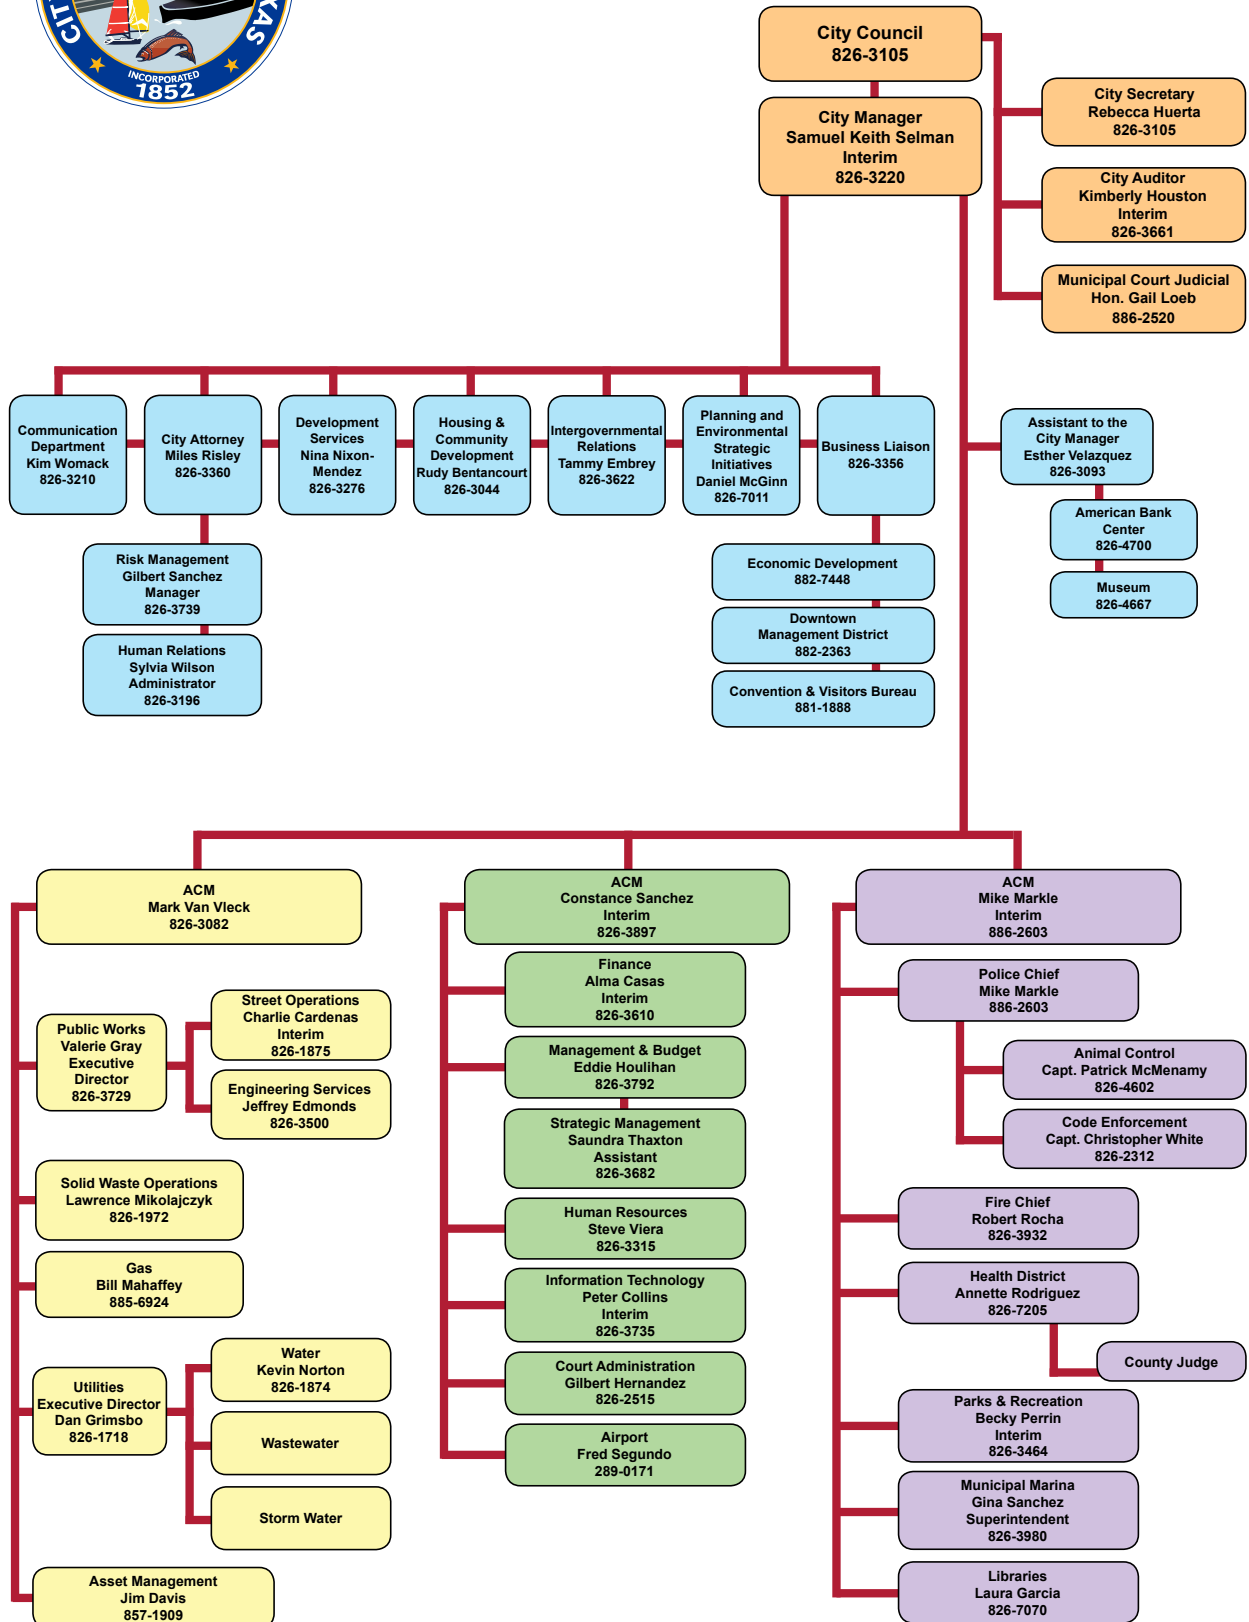 CIT
XAS
INCORPORATED
1852
City Council
826-3105
City Manager
Samuel Keith Selman
Interim
826-3220
City Secretary
Rebecca Huerta
826-3105
City Auditor
Kimberly Houston
Interim
826-3661
Municipal Court Judicial
Hon. Gail Loeb
886-2520
Communication
Department
Kim Womack
826-3210
City Attorney
Miles Risley
826-3360
Development
Services
Nina Nixon-
Mendez
826-3276
Housing &
Community
Development
Rudy Bentancourt
826-3044
Intergovernmental
Relations
Tammy Embrey
826-3622
Planning and
Environmental
Strategic
Initiatives
Daniel McGinn
826-7011
Business Liaison
826-3356
Assistant to the
City Manager
Esther Velazquez
826-3093
American Bank
Center
826-4700
Museum
826-4667
Risk Management
Gilbert Sanchez
Manager
826-3739
Human Relations
Sylvia Wilson
Administrator
826-3196
Economic Development
882-7448
Downtown
Management District
882-2363
Convention & Visitors Bureau
881-1888
ACM
Mark Van Vleck
826-3082
Public Works
Valerie Gray
Executive
Director
826-3729
Street Operations
Charlie Cardenas
Interim
826-1875
Engineering Services
Jeffrey Edmonds
826-3500
Solid Waste Operations
Lawrence Mikolajczyk
826-1972
Gas
Bill Mahaffey
885-6924
Utilities
Executive Director
Dan Grimsbo
826-1718
Water
Kevin Norton
826-1874
Wastewater
Storm Water
Asset Management
Jim Davis
857-1909
ACM
Constance Sanchez
Interim
826-3897
Finance
Alma Casas
Interim
826-3610
Management & Budget
Eddie Houlihan
826-3792
Strategic Management
Saundra Thaxton
Assistant
826-3682
Human Resources
Steve Viera
826-3315
Information Technology
Peter Collins
Interim
826-3735
Court Administration
Gilbert Hernandez
826-2515
Airport
Fred Segundo
289-0171
ACM
Mike Markle
Interim
886-2603
Police Chief
Mike Markle
886-2603
Animal Control
Capt. Patrick McMenamy
826-4602
Code Enforcement
Capt. Christopher White
826-2312
Fire Chief
Robert Rocha
826-3932
Health District
Annette Rodriguez
826-7205
County Judge
Parks & Recreation
Becky Perrin
Interim
826-3464
Municipal Marina
Gina Sanchez
Superintendent
826-3980
Libraries
Laura Garcia
826-7070